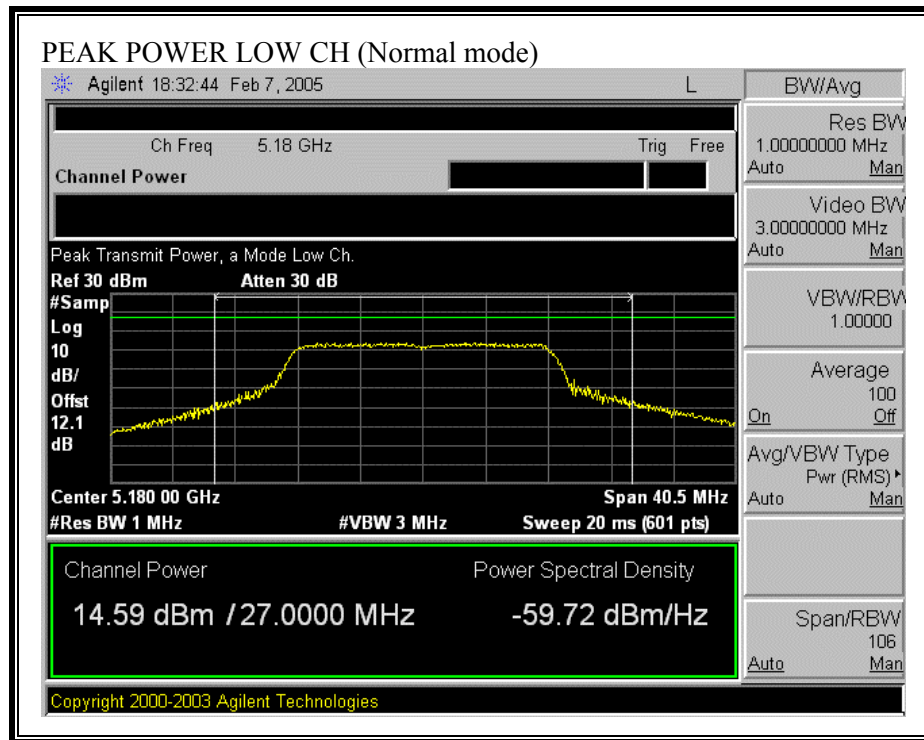 PEAK POWER LOW CH (Normal mode)
Agilent 18:32:44 Feb 7, 2005 L
BW/Avg
Ch Freq 5.18 GHz Trig Free
Channel Power
Peak Transmit Power, a Mode Low Ch.
Ref 30 dBm Atten 30 dB
#Samp
Log
10
dB/
Offst
12.1
dB
Center 5.180 00 GHz Span 40.5 MHz
#Res BW 1 MHz #VBW 3 MHz Sweep 20 ms (601 pts)
Channel Power Power Spectral Density
14.59 dBm / 27.0000 MHz -59.72 dBm/Hz
Res BW
1.00000000 MHz
Auto Man
Video BW
3.00000000 MHz
Auto Man
VBW/RBW
1.00000
Average
100
On Off
Avg/VBW Type
Pwr (RMS)
Auto Man
Span/RBW
106
Auto Man
Copyright 2000-2003 Agilent Technologies